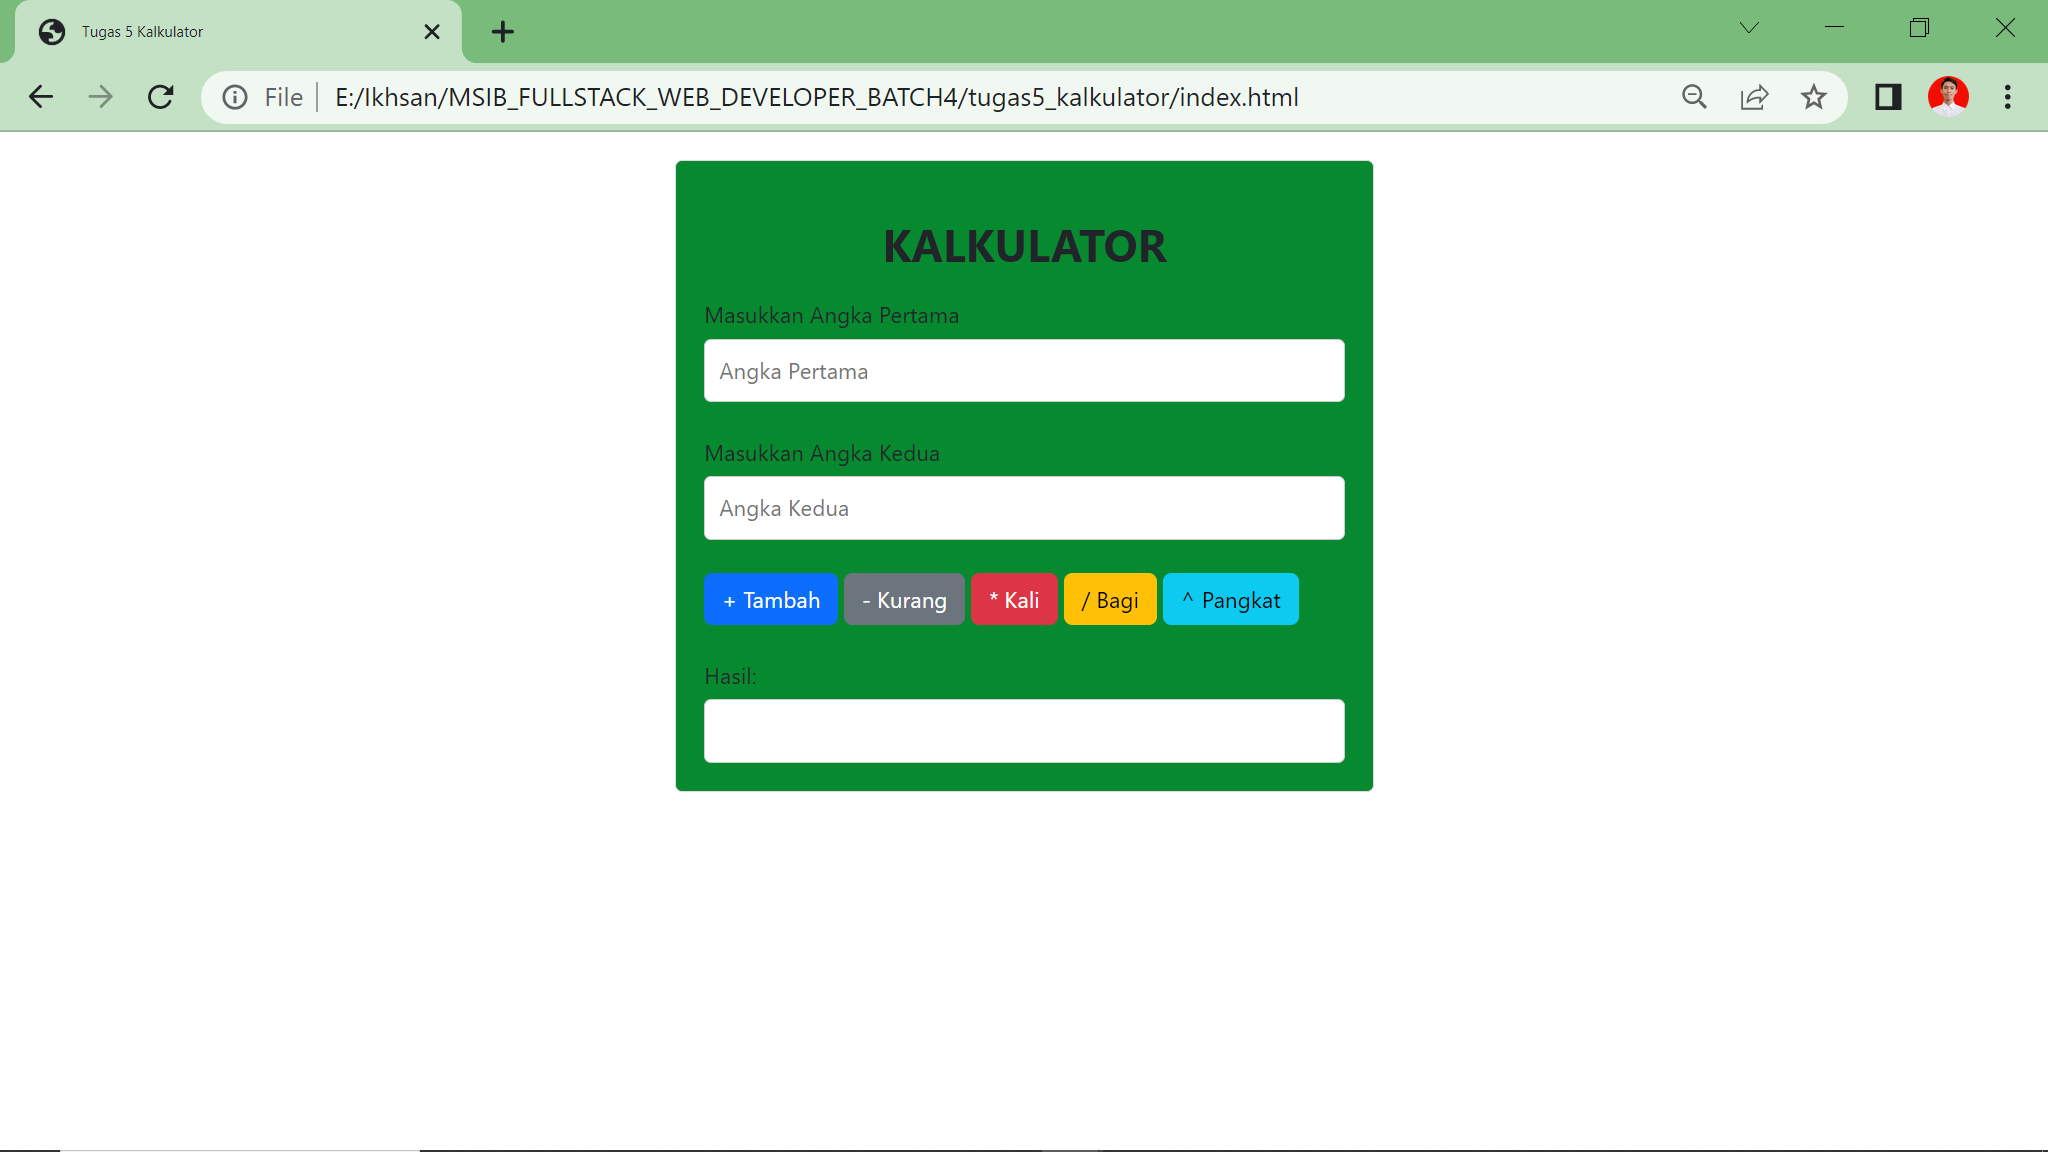 Tugas 5 Kalkulator
File E:/Ikhsan/MSIB_FULLSTACK_WEB_DEVELOPER_BATCH4/tugas5_kalkulator/index.html
KALKULATOR
Masukkan Angka Pertama
Angka Pertama
Masukkan Angka Kedua
Angka Kedua
+ Tambah - Kurang * Kali / Bagi ^ Pangkat
Hasil: